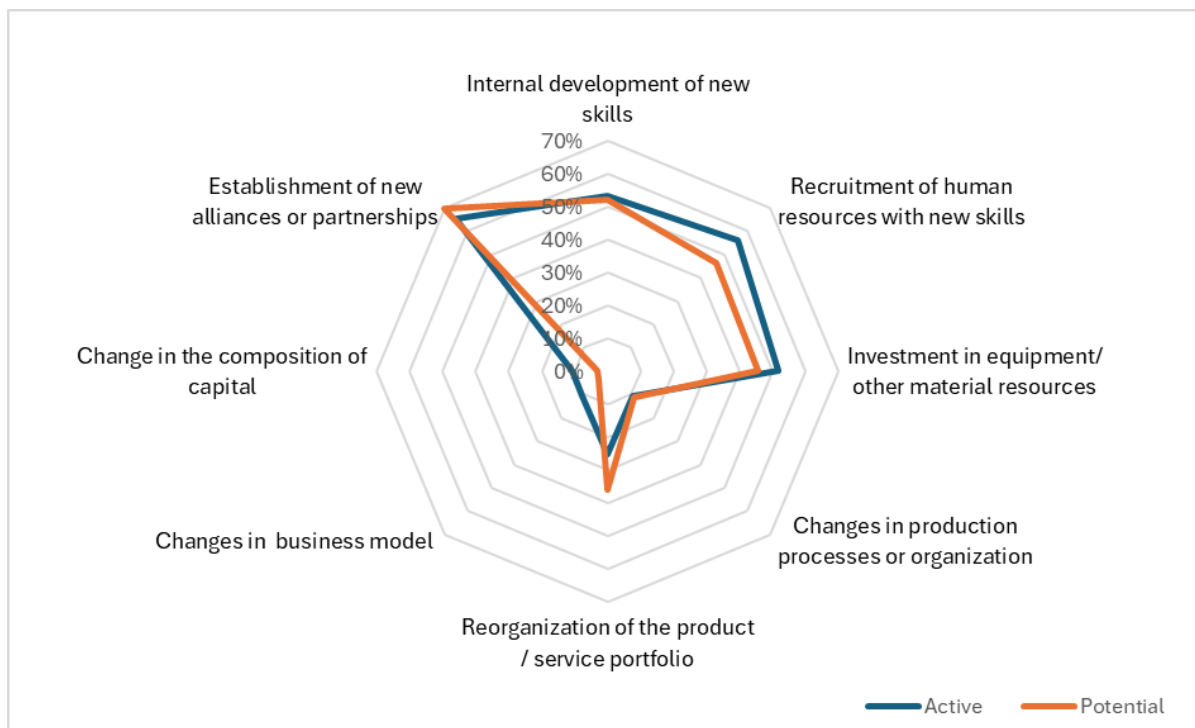 Internal development of new
skills
70%
60%
50%
40%
30%
20%
10%
0%
Recruitment of human
resources with new skills
Investment in equipment/
other material resources
Changes in production
processes or organization
Reorganization of the product
/ service portfolio
Changes in  business model
Change in the composition of
capital
Establishment of new
alliances or partnerships
Active
Potential